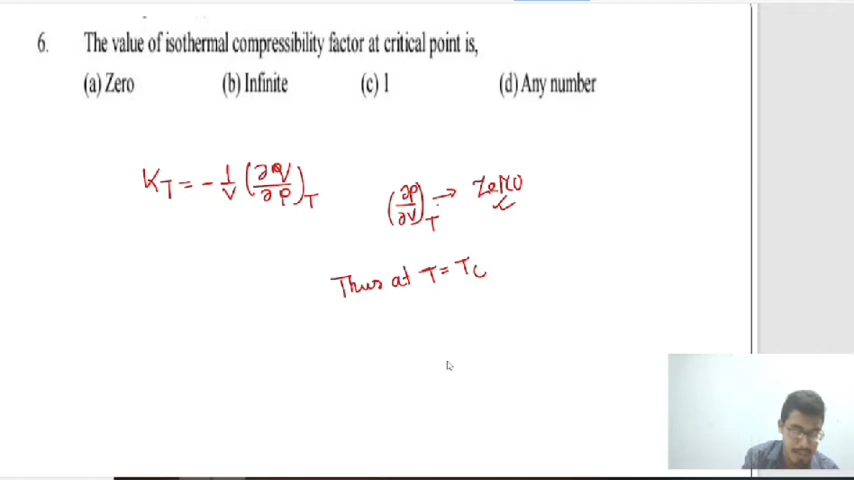 6. The value of isothermal compressibility factor at critical point is,
(a) Zero (b) Infinite (c) 1 (d) Any number
K_T = - 1/V (∂V/∂P)_T
(∂P/∂V)_T → Zero
Thus at T = T_C